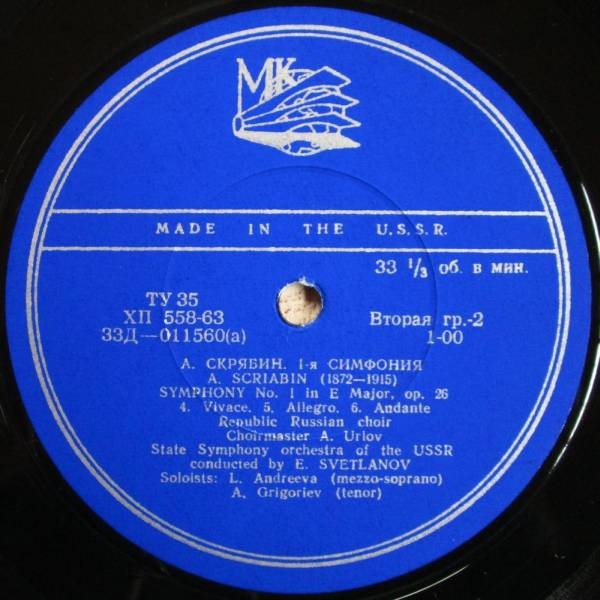 МК
MADE IN THE U.S.S.R.
33 1/3 об. в мин.
ТУ 35
ХП 558-63
33Д—011560(а)
Вторая гр.-2
1-00
А. СКРЯБИН. 1-я СИМФОНИЯ
A. SCRIABIN (1872—1915)
SYMPHONY No. 1 in E Major, op. 26
4. Vivace. 5. Allegro. 6. Andante
Republic Russian choir
Choirmaster A. Urlov
State Symphony orchestra of the USSR
conducted by E. SVETLANOV
Soloists: L. Andreeva (mezzo-soprano)
A. Grigoriev (tenor)